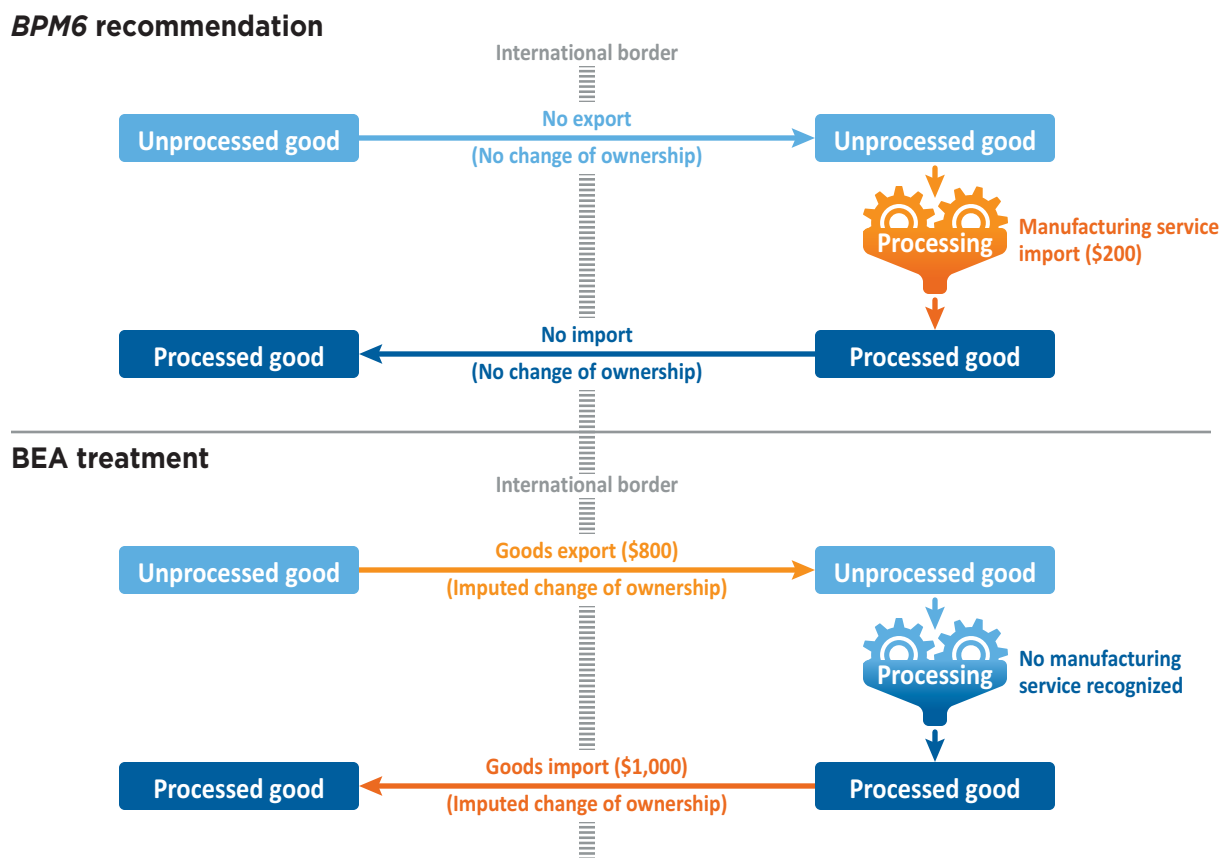 BPM6 recommendation
International border
Unprocessed good
No export
(No change of ownership)
Unprocessed good
Processing
Manufacturing service
import ($200)
Processed good
No import
(No change of ownership)
Processed good
BEA treatment
International border
Unprocessed good
Goods export ($800)
(Imputed change of ownership)
Unprocessed good
Processing
No manufacturing
service recognized
Processed good
Goods import ($1,000)
(Imputed change of ownership)
Processed good